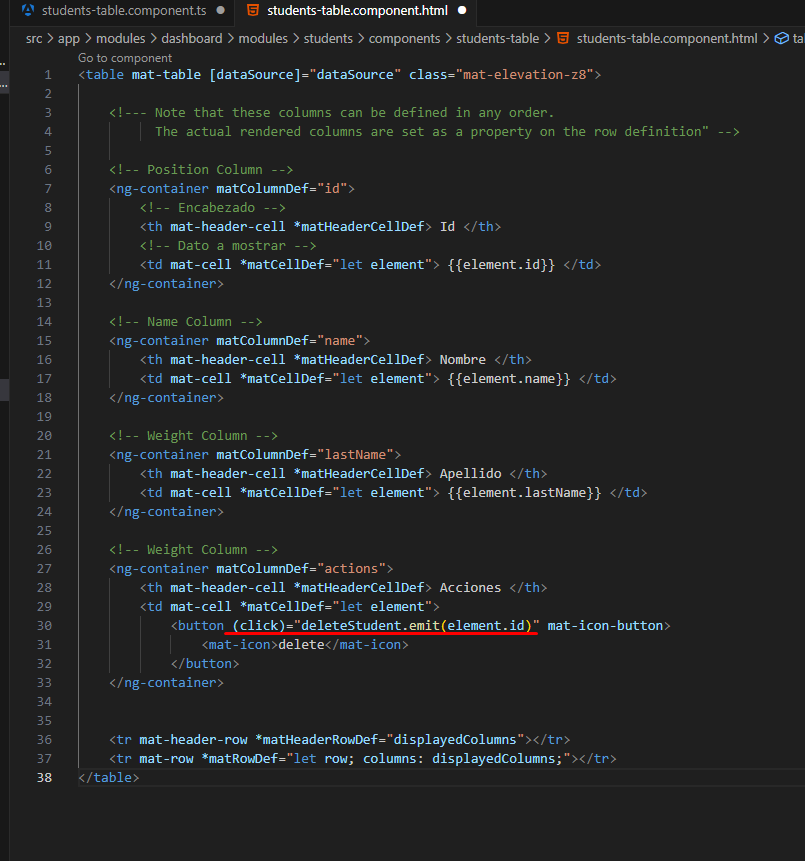 students-table.component.ts ● students-table.component.html ●
src > app > modules > dashboard > modules > students > components > students-table > students-table.component.html > ta
Go to component
1 <table mat-table [dataSource]="dataSource" class="mat-elevation-z8">
2
3 <!--- Note that these columns can be defined in any order.
4 The actual rendered columns are set as a property on the row definition" -->
5
6 <!-- Position Column -->
7 <ng-container matColumnDef="id">
8 <!-- Encabezado -->
9 <th mat-header-cell *matHeaderCellDef> Id </th>
10 <!-- Dato a mostrar -->
11 <td mat-cell *matCellDef="let element"> {{element.id}} </td>
12 </ng-container>
13
14 <!-- Name Column -->
15 <ng-container matColumnDef="name">
16 <th mat-header-cell *matHeaderCellDef> Nombre </th>
17 <td mat-cell *matCellDef="let element"> {{element.name}} </td>
18 </ng-container>
19
20 <!-- Weight Column -->
21 <ng-container matColumnDef="lastName">
22 <th mat-header-cell *matHeaderCellDef> Apellido </th>
23 <td mat-cell *matCellDef="let element"> {{element.lastName}} </td>
24 </ng-container>
25
26 <!-- Weight Column -->
27 <ng-container matColumnDef="actions">
28 <th mat-header-cell *matHeaderCellDef> Acciones </th>
29 <td mat-cell *matCellDef="let element">
30 <button (click)="deleteStudent.emit(element.id)" mat-icon-button>
31 <mat-icon>delete</mat-icon>
32 </button>
33 </ng-container>
34
35
36 <tr mat-header-row *matHeaderRowDef="displayedColumns"></tr>
37 <tr mat-row *matRowDef="let row; columns: displayedColumns;"></tr>
38 </table>